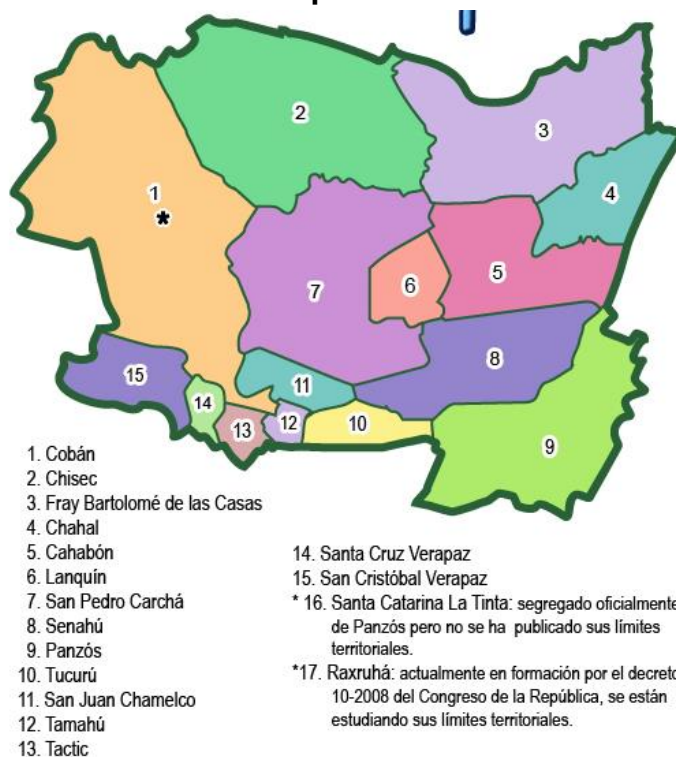 2
3
1
*
4
7
6
5
15
14
11
8
13
12
10
9
1. Cobán
2. Chisec
3. Fray Bartolomé de las Casas
4. Chahal
5. Cahabón
6. Lanquín
7. San Pedro Carchá
8. Senahú
9. Panzós
10. Tucurú
11. San Juan Chamelco
12. Tamahú
13. Tactic
14. Santa Cruz Verapaz
15. San Cristóbal Verapaz
* 16. Santa Catarina La Tinta: segregado oficialmente
de Panzós pero no se ha publicado sus límites
territoriales.
*17. Raxruhá: actualmente en formación por el decreto
10-2008 del Congreso de la República, se están
estudiando sus límites territoriales.